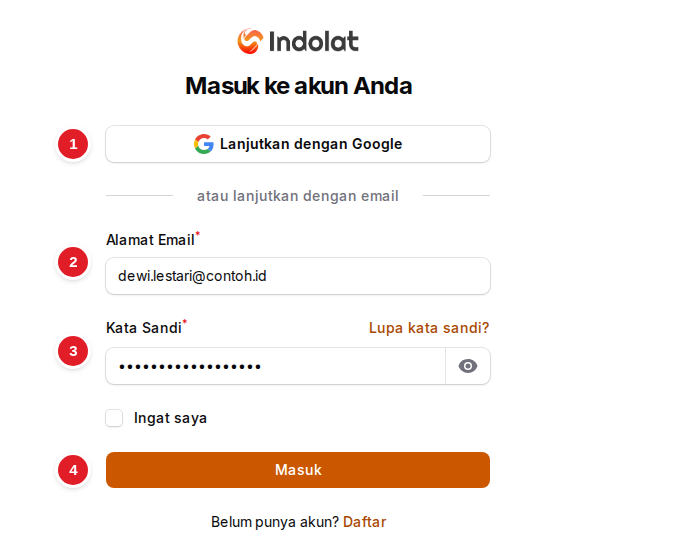 Indolat
Masuk ke akun Anda
1
Lanjutkan dengan Google
atau lanjutkan dengan email
Alamat Email*
2
dewi.lestari@contoh.id
Kata Sandi* Lupa kata sandi?
3
••••••••••••••••••
Ingat saya
4
Masuk
Belum punya akun? Daftar